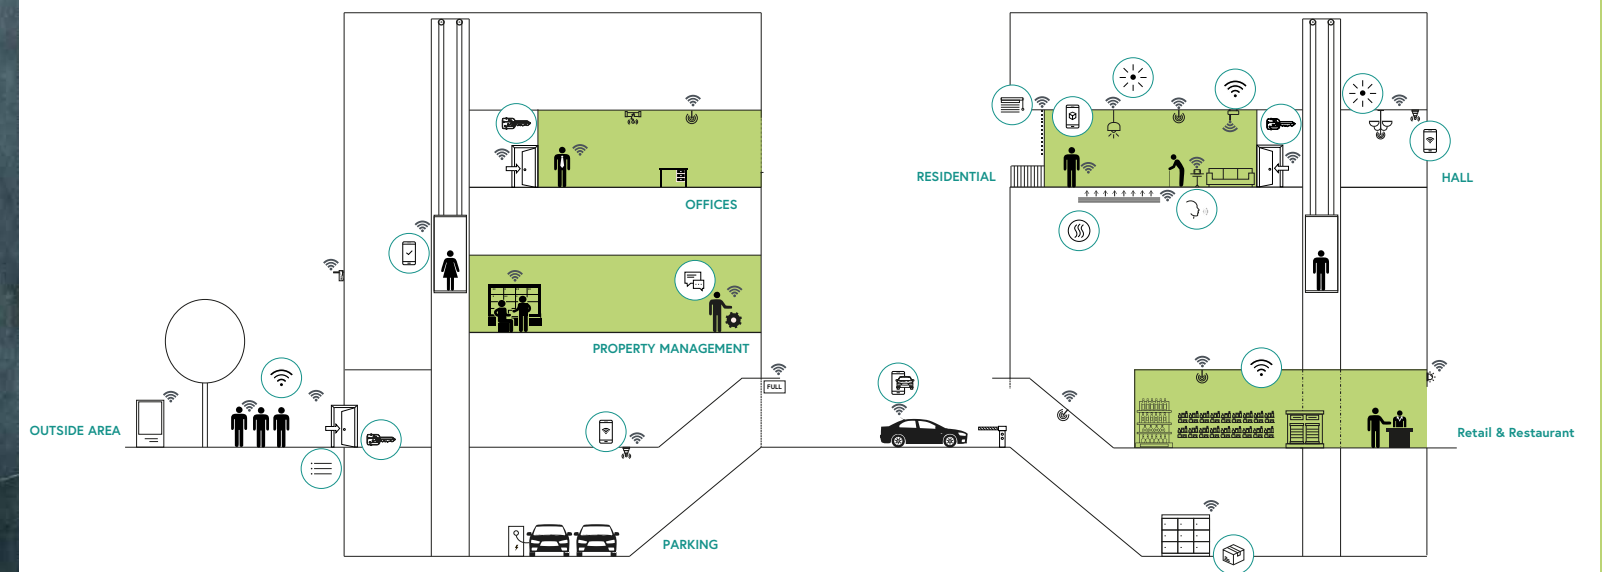 OFFICES
RESIDENTIAL
HALL
PROPERTY MANAGEMENT
FULL
OUTSIDE AREA
Retail & Restaurant
PARKING